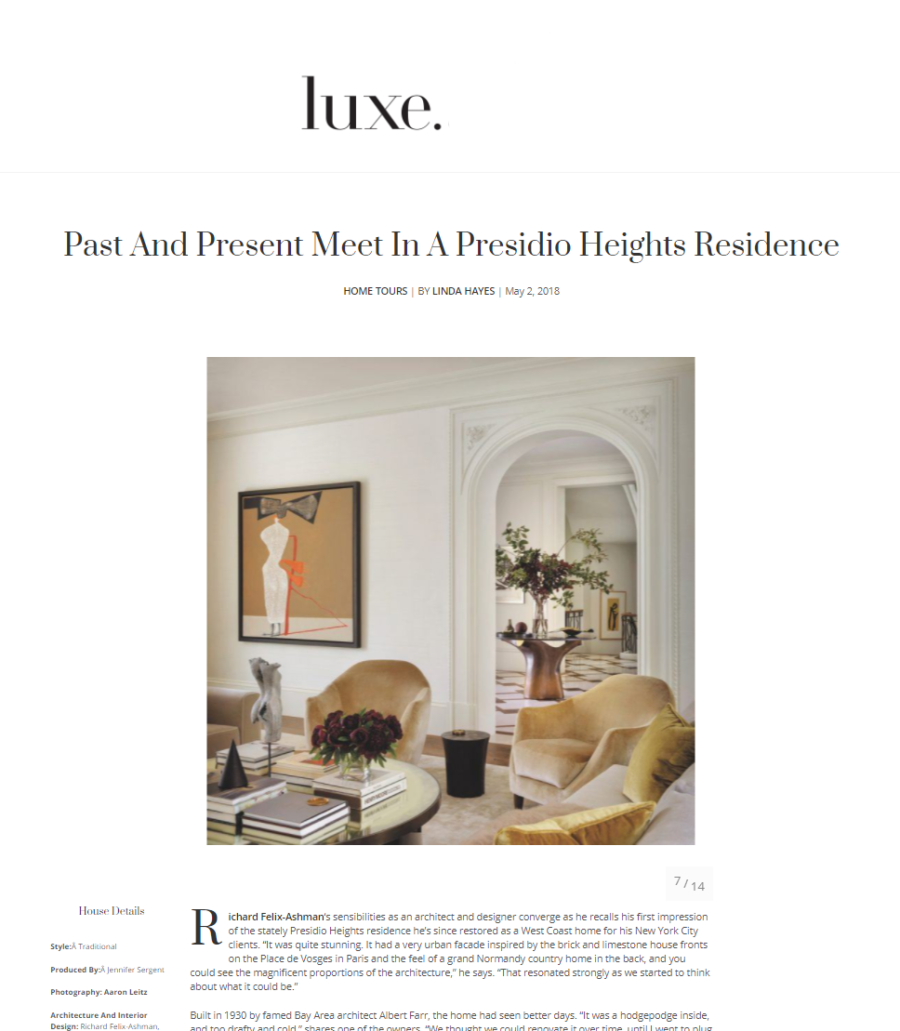 luxe.
Past And Present Meet In A Presidio Heights Residence
HOME TOURS | BY LINDA HAYES | May 2, 2018
7 / 14
House Details
Style:Â Traditional
Produced By:Â Jennifer Sergent
Photography: Aaron Leitz
Architecture And Interior
Design: Richard Felix-Ashman,
Richard Felix-Ashman's sensibilities as an architect and designer converge as he recalls his first impression
of the stately Presidio Heights residence he's since restored as a West Coast home for his New York City
clients. "It was quite stunning. It had a very urban facade inspired by the brick and limestone house fronts
on the Place de Vosges in Paris and the feel of a grand Normandy country home in the back, and you
could see the magnificent proportions of the architecture," he says. "That resonated strongly as we started to think
about what it could be."
Built in 1930 by famed Bay Area architect Albert Farr, the home had seen better days. "It was a hodgepodge inside,
and too drafty and cold," shares one of the owners. "We thought we could renovate it over time, until I went to plug